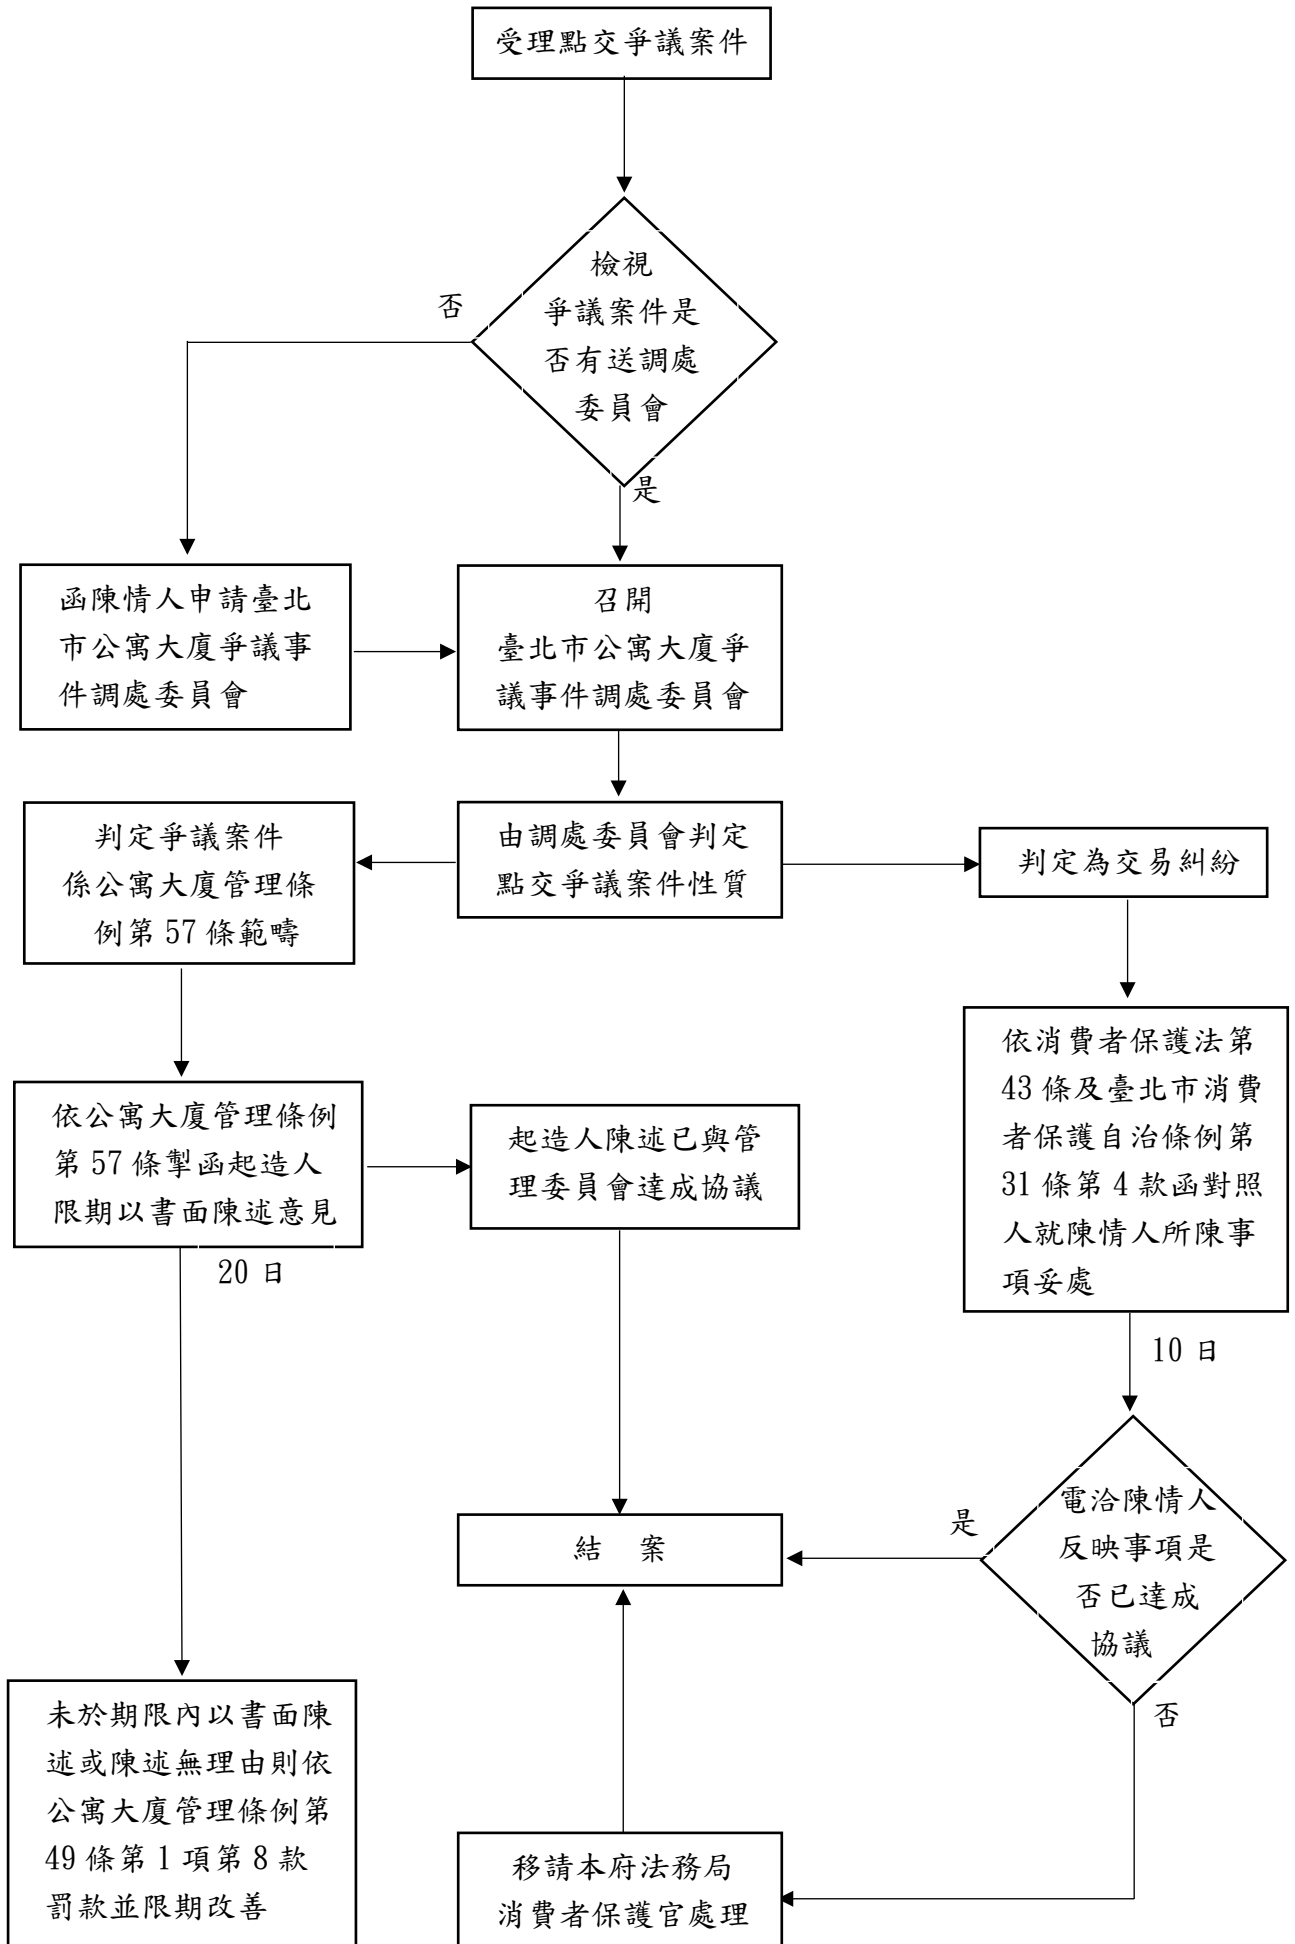 受理點交爭議案件
檢視
爭議案件是
否有送調處
委員會
否
是
函陳情人申請臺北
市公寓大廈爭議事
件調處委員會
召開
臺北市公寓大廈爭
議事件調處委員會
判定爭議案件
係公寓大廈管理條
例第 57 條範疇
由調處委員會判定
點交爭議案件性質
判定為交易糾紛
依公寓大廈管理條例
第 57 條掣函起造人
限期以書面陳述意見
20 日
起造人陳述已與管
理委員會達成協議
依消費者保護法第
43 條及臺北市消費
者保護自治條例第
31 條第 4 款函對照
人就陳情人所陳事
項妥處
10 日
電洽陳情人
反映事項是
否已達成
協議
是
否
結 案
未於期限內以書面陳
述或陳述無理由則依
公寓大廈管理條例第
49 條第 1 項第 8 款
罰款並限期改善
移請本府法務局
消費者保護官處理